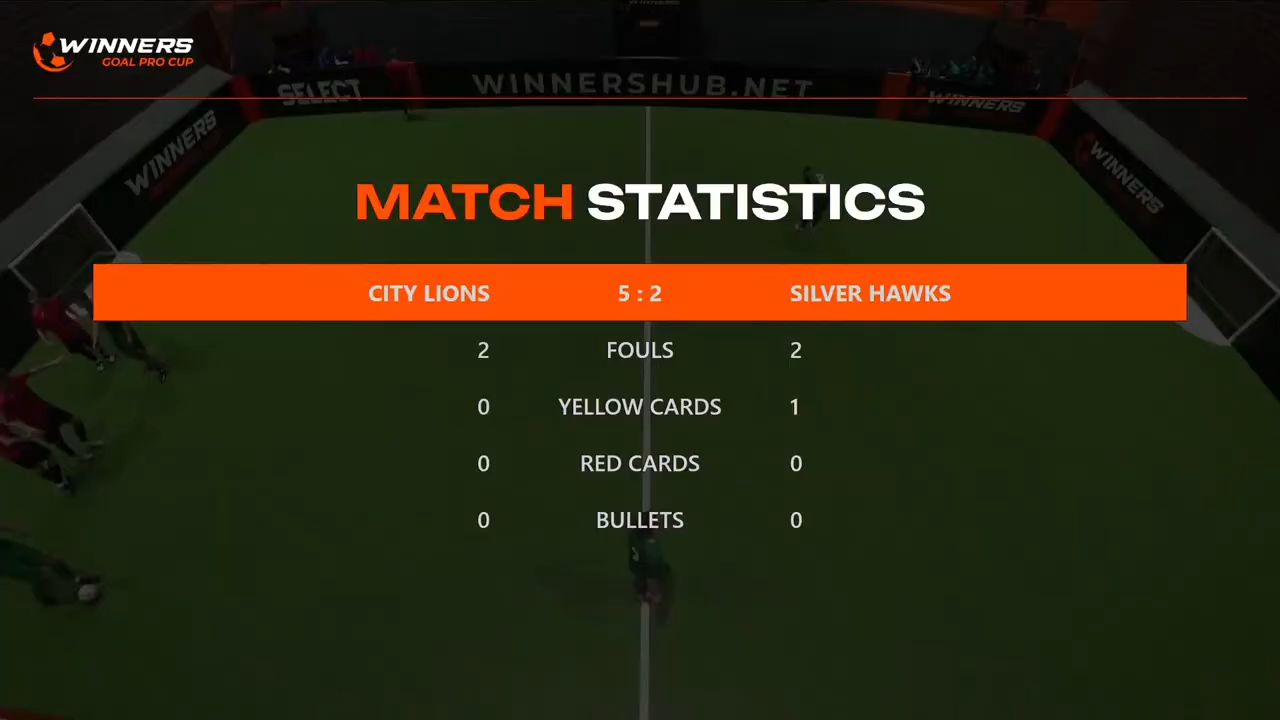 WINNERS
GOAL PRO CUP
WINNERSHUB.NET
SELECT
WINNERS
WINNERS
WINNERS
MATCH STATISTICS
CITY LIONS 5 : 2 SILVER HAWKS
2 FOULS 2
0 YELLOW CARDS 1
0 RED CARDS 0
0 BULLETS 0